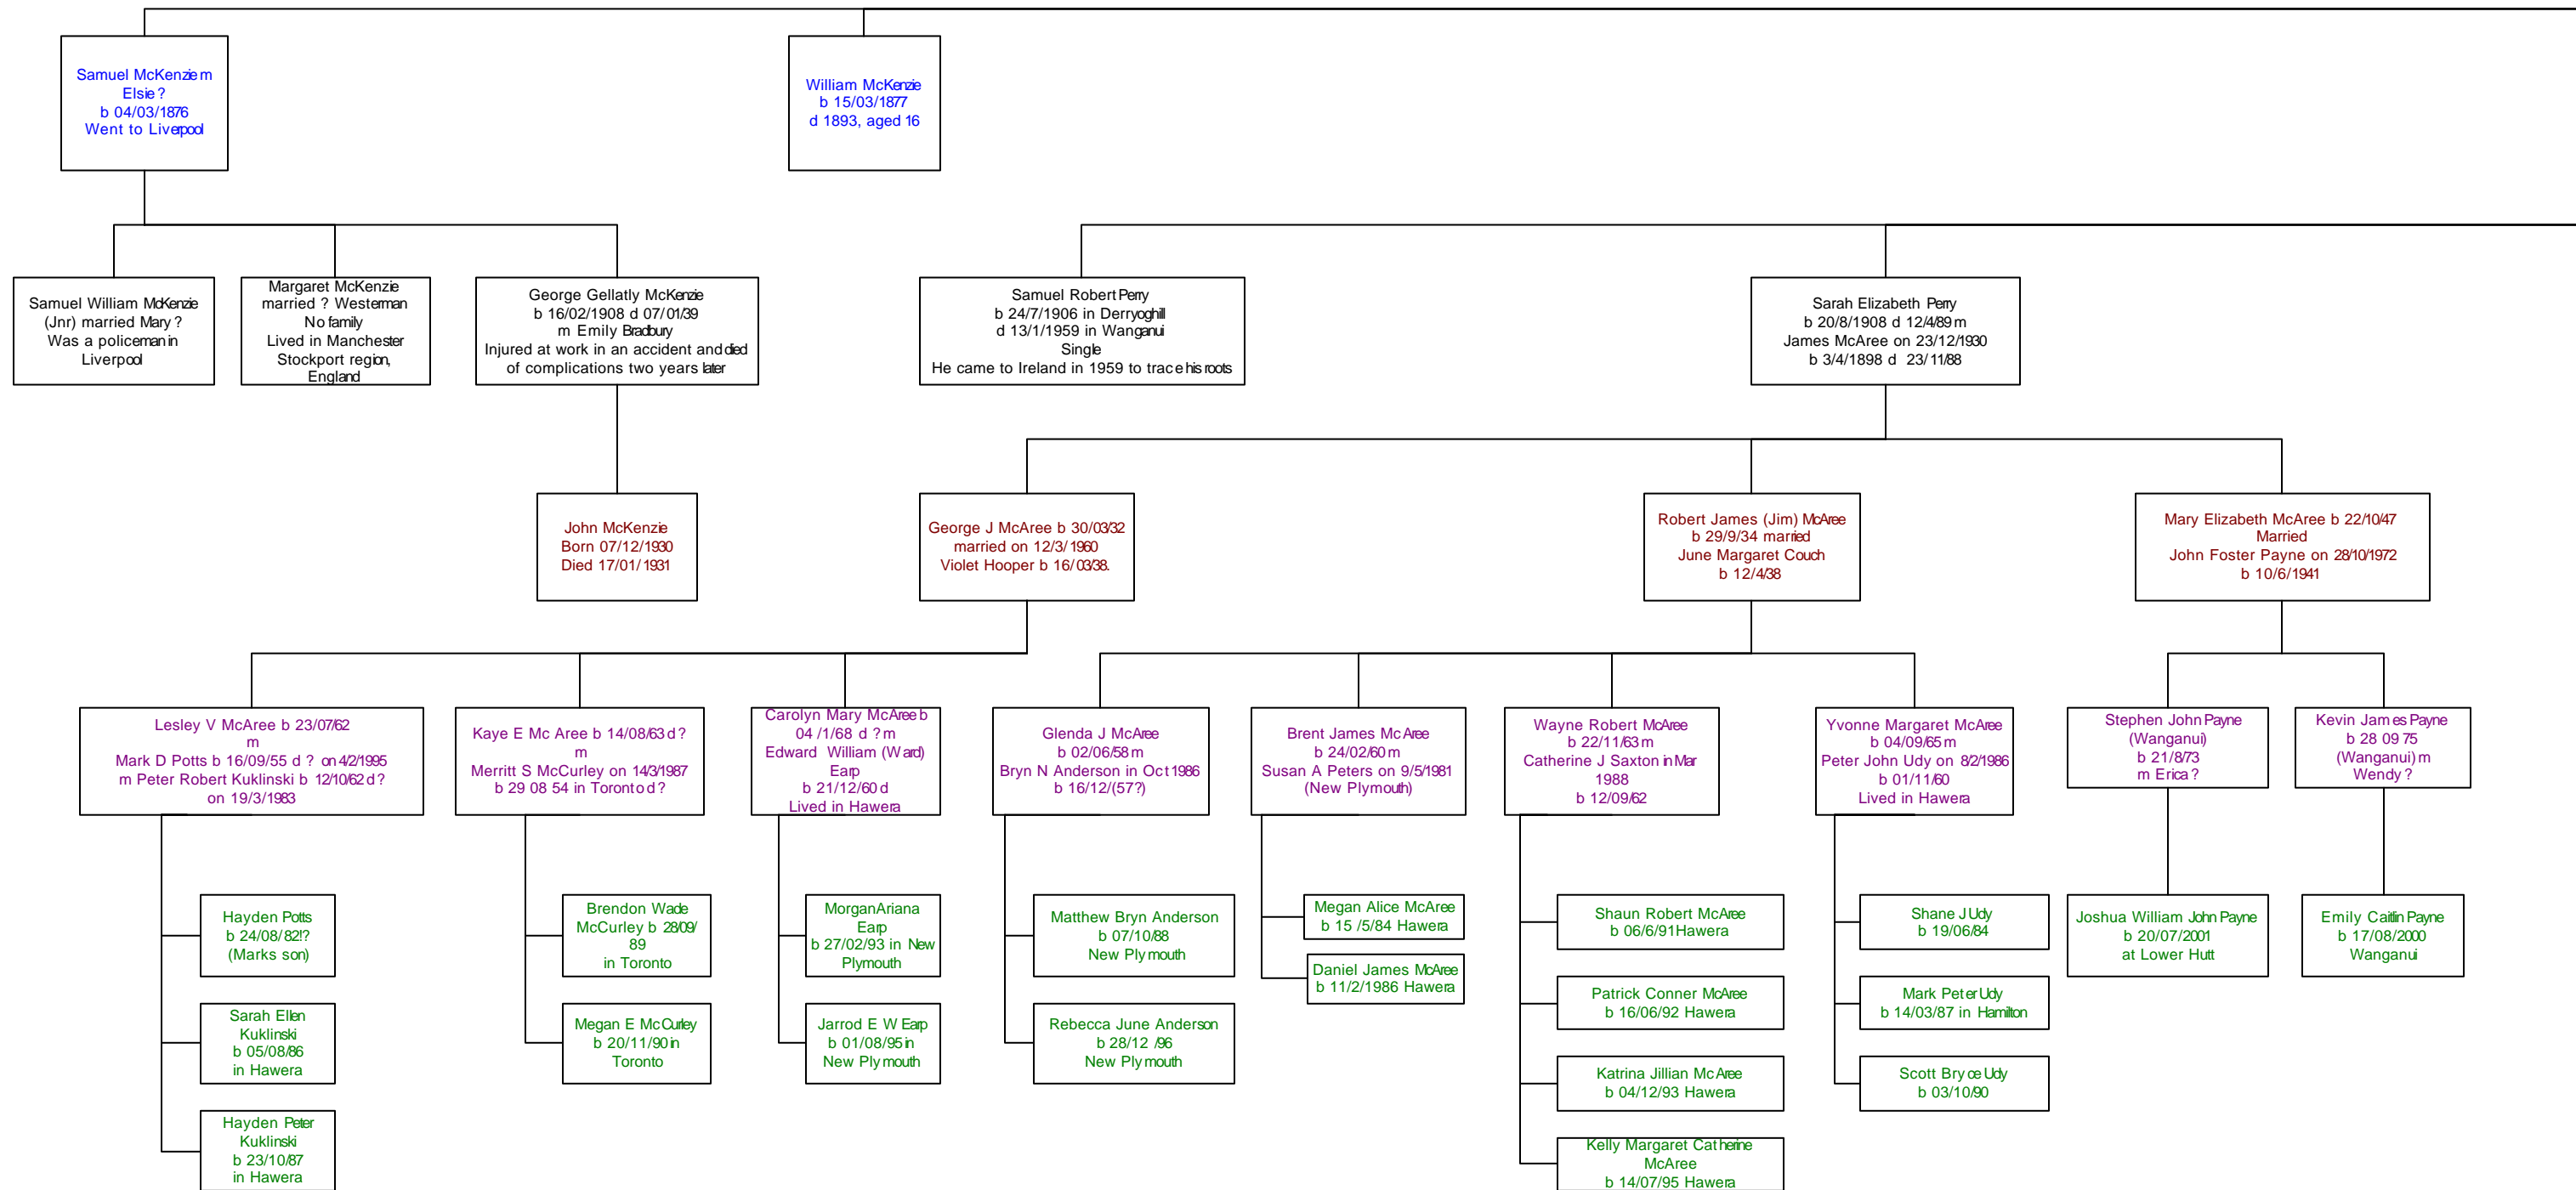 Samuel McKenzie m
Elsie ?
b 04/03/1876
Went to Liverpool
William McKenzie
b 15/03/1877
d 1893, aged 16
Samuel William McKenzie
(Jnr) married Mary ?
Was a policeman in
Liverpool
Margaret McKenzie
married ? Westerman
No family
Lived in Manchester
Stockport region,
England
George Gellatly McKenzie
b 16/02/1908 d 07/01/39
m Emily Bradbury
Injured at work in an accident and died
of complications two years later
Samuel Robert Perry
b 24/7/1906 in Derryoghill
d 13/1/1959 in Wanganui
Single
He came to Ireland in 1959 to trace his roots
Sarah Elizabeth Perry
b 20/8/1908 d 12/4/89 m
James McAree on 23/12/1930
b 3/4/1898 d 23/11/88
John McKenzie
Born 07/12/1930
Died 17/01/1931
George J McAree b 30/03/32
married on 12/3/1960
Violet Hooper b 16/03/38.
Robert James (Jim) McAree
b 29/9/34 married
June Margaret Couch
b 12/4/38
Mary Elizabeth McAree b 22/10/47
Married
John Foster Payne on 28/10/1972
b 10/6/1941
Lesley V McAree b 23/07/62
m
Mark D Potts b 16/09/55 d ? on 4/2/1995
m Peter Robert Kuklinski b 12/10/62 d ?
on 19/3/1983
Kaye E Mc Aree b 14/08/63 d ?
m
Merritt S McCurley on 14/3/1987
b 29 08 54 in Toronto d ?
Carolyn Mary McAree b
04 /1/68 d ? m
Edward William (Ward)
Earp
b 21/12/60 d
Lived in Hawera
Glenda J McAree
b 02/06/58 m
Bryn N Anderson in Oct 1986
b 16/12/(57?)
Brent James McAree
b 24/02/60 m
Susan A Peters on 9/5/1981
(New Plymouth)
Wayne Robert McAree
b 22/11/63 m
Catherine J Saxton in Mar
1988
b 12/09/62
Yvonne Margaret McAree
b 04/09/65 m
Peter John Udy on 8/2/1986
b 01/11/60
Lived in Hawera
Stephen John Payne
(Wanganui)
b 21/8/73
m Erica ?
Kevin James Payne
b 28 09 75
(Wanganui) m
Wendy ?
Hayden Potts
b 24/08/82!?
(Marks son)
Sarah Ellen
Kuklinski
b 05/08/86
in Hawera
Hayden Peter
Kuklinski
b 23/10/87
in Hawera
Brendon Wade
McCurley b 28/09/
89
in Toronto
Megan E McCurley
b 20/11/90 in
Toronto
Morgan Ariana
Earp
b 27/02/93 in New
Plymouth
Jarrod E W Earp
b 01/08/95 in
New Plymouth
Matthew Bryn Anderson
b 07/10/88
New Plymouth
Rebecca June Anderson
b 28/12 /96
New Plymouth
Megan Alice McAree
b 15 /5/84 Hawera
Daniel James McAree
b 11/2/1986 Hawera
Shaun Robert McAree
b 06/6/91 Hawera
Patrick Conner McAree
b 16/06/92 Hawera
Katrina Jillian McAree
b 04/12/93 Hawera
Kelly Margaret Catherine
McAree
b 14/07/95 Hawera
Shane J Udy
b 19/06/84
Mark Peter Udy
b 14/03/87 in Hamilton
Scott Bryce Udy
b 03/10/90
Joshua William John Payne
b 20/07/2001
at Lower Hutt
Emily Caitlin Payne
b 17/08/2000
Wanganui